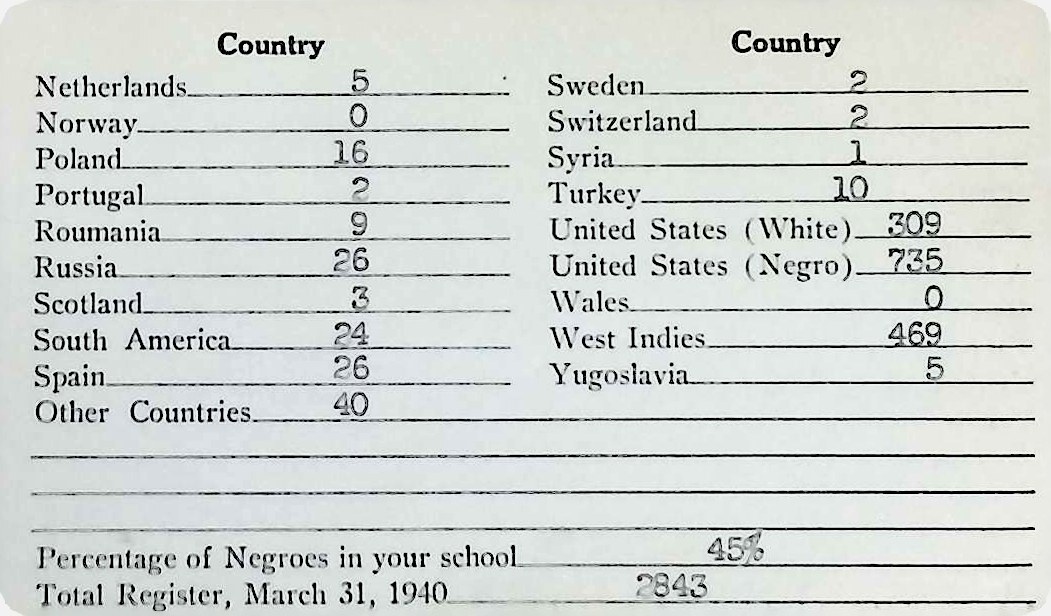 Country
Netherlands 5
Norway 0
Poland 16
Portugal 2
Roumania 9
Russia 26
Scotland 3
South America 24
Spain 26
Other Countries 40
Country
Sweden 2
Switzerland 2
Syria 1
Turkey 10
United States (White) 309
United States (Negro) 735
Wales 0
West Indies 469
Yugoslavia 5
Percentage of Negroes in your school 45%
Total Register, March 31, 1940 2843